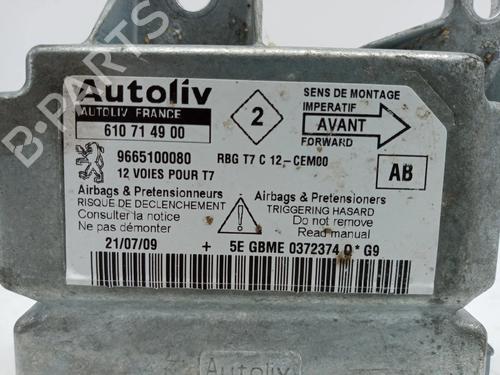 Autoliv
AUTOLIV FRANCE
610 71 49 00
2
SENS DE MONTAGE
IMPERATIF
AVANT
FORWARD
9665100080 RBG T7 C 12-CEM00
12 VOIES POUR T7
AB
Airbags & Pretensionneurs
RISQUE DE DECLENCHEMENT
Consulter la notice
Ne pas démonter
!
Airbags & Pretensioners
TRIGGERING HASARD
Do not remove
Read manual
21/07/09 + 5E GBME 0372374 Q * G9
Autoliv
B-PARTS